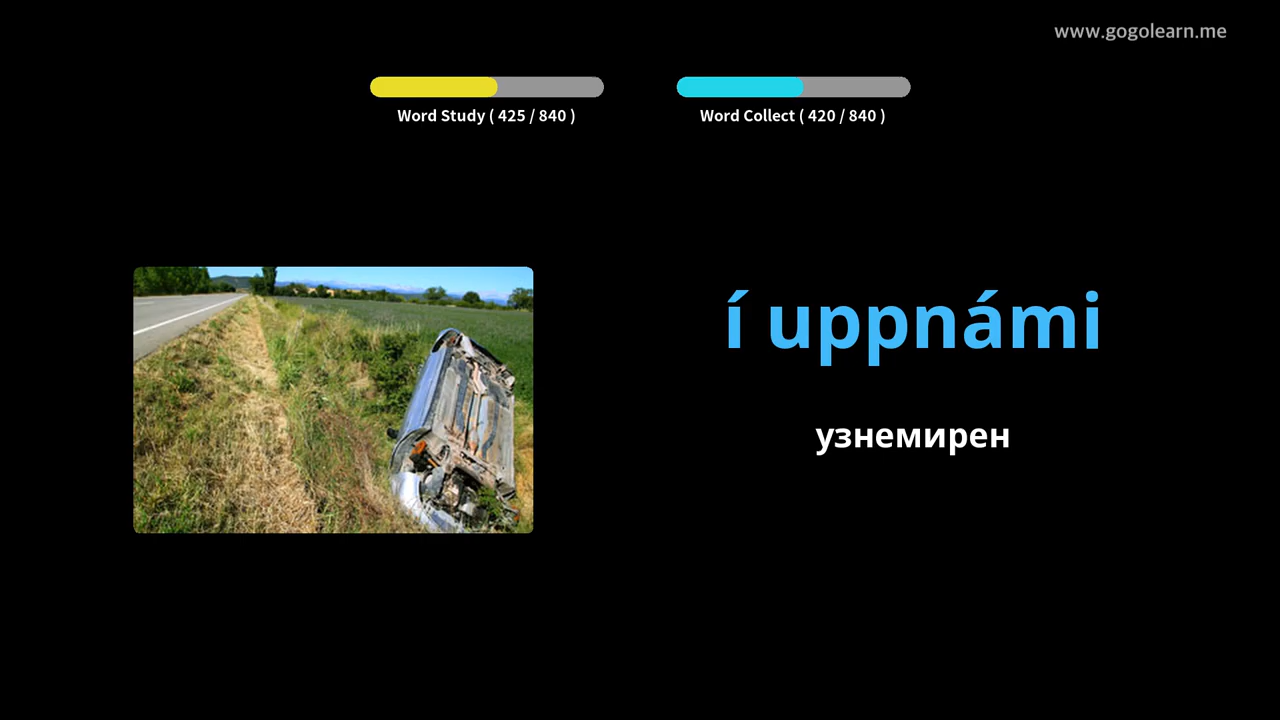 www.gogolearn.me
Word Study ( 425 / 840 )
Word Collect ( 420 / 840 )
í uppnámi
узнемирен